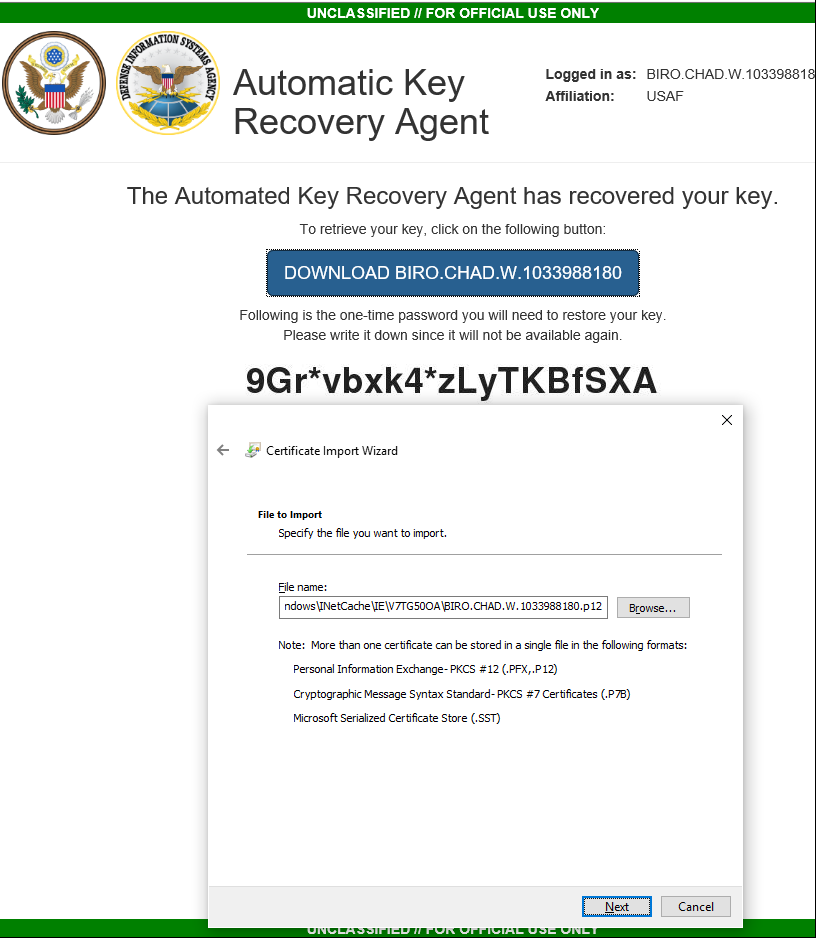 UNCLASSIFIED // FOR OFFICIAL USE ONLY
DEFENSE INFORMATION SYSTEMS AGENCY
Automatic Key
Recovery Agent
Logged in as: BIRO.CHAD.W.103398818
Affiliation: USAF
The Automated Key Recovery Agent has recovered your key.
To retrieve your key, click on the following button:
DOWNLOAD BIRO.CHAD.W.1033988180
Following is the one-time password you will need to restore your key.
Please write it down since it will not be available again.
9Gr*vbxk4*zLyTKBfSXA
Certificate Import Wizard
File to Import
Specify the file you want to import.
File name:
ndows\INetCache\IE\V7TG50OA\BIRO.CHAD.W.1033988180.p12
Browse...
Note: More than one certificate can be stored in a single file in the following formats:
Personal Information Exchange- PKCS #12 (.PFX,.P12)
Cryptographic Message Syntax Standard- PKCS #7 Certificates (.P7B)
Microsoft Serialized Certificate Store (.SST)
Next
Cancel
UNCLASSIFIED // FOR OFFICIAL USE ONLY